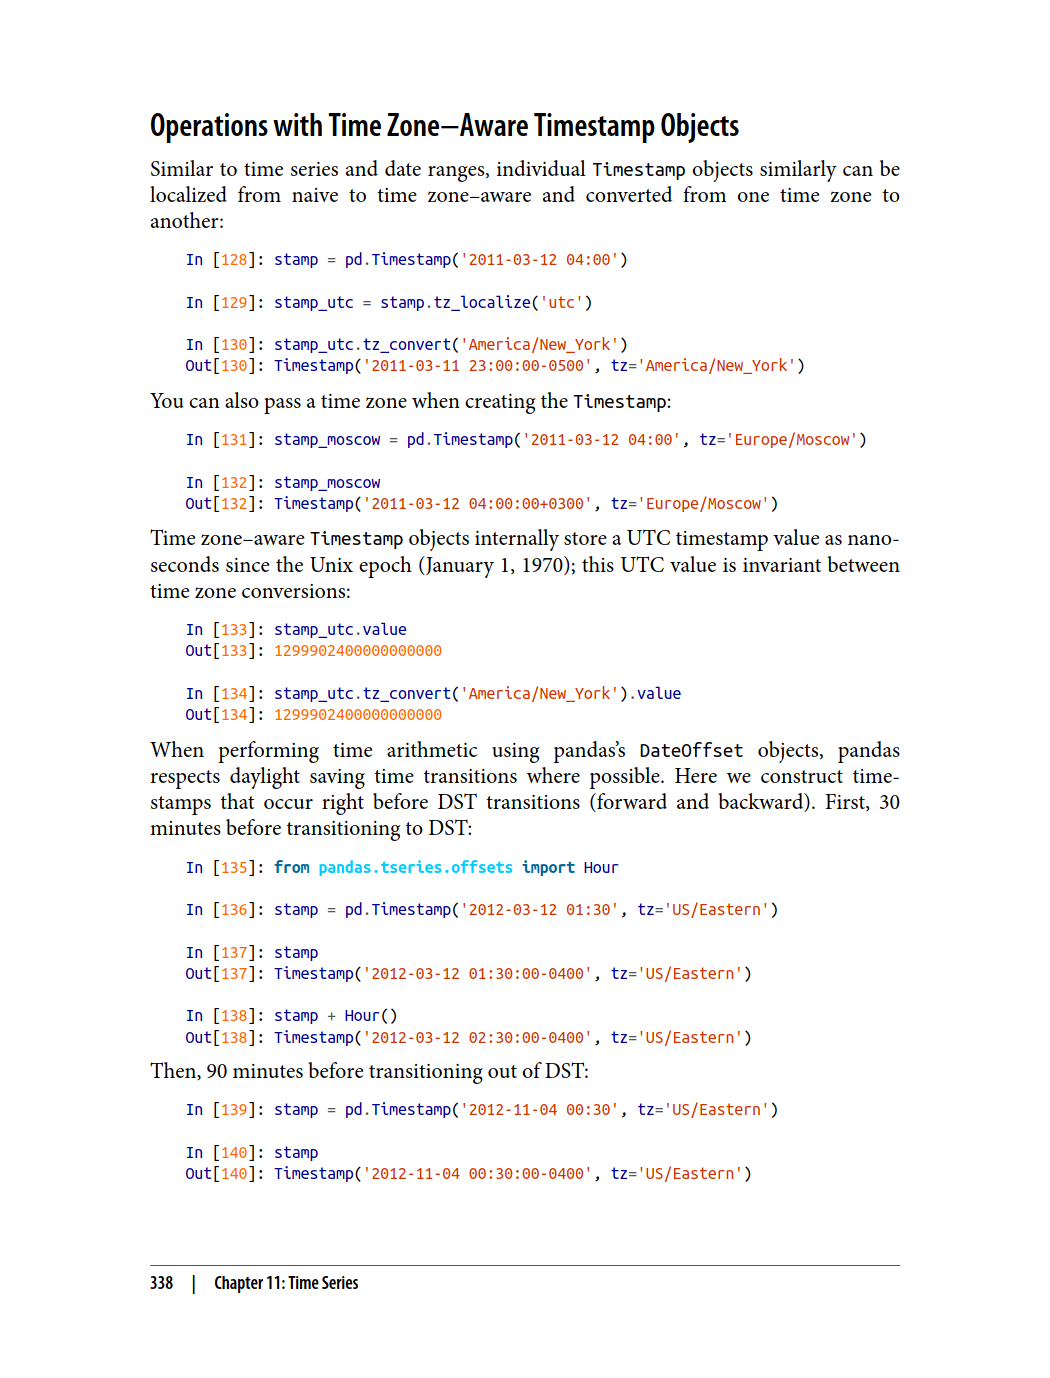 Operations with Time Zone—Aware Timestamp Objects
Similar to time series and date ranges, individual Timestamp objects similarly can be
localized from naive to time zone–aware and converted from one time zone to
another:
In [128]: stamp = pd.Timestamp('2011-03-12 04:00')
In [129]: stamp_utc = stamp.tz_localize('utc')
In [130]: stamp_utc.tz_convert('America/New_York')
Out[130]: Timestamp('2011-03-11 23:00:00-0500', tz='America/New_York')
You can also pass a time zone when creating the Timestamp:
In [131]: stamp_moscow = pd.Timestamp('2011-03-12 04:00', tz='Europe/Moscow')
In [132]: stamp_moscow
Out[132]: Timestamp('2011-03-12 04:00:00+0300', tz='Europe/Moscow')
Time zone–aware Timestamp objects internally store a UTC timestamp value as nano-
seconds since the Unix epoch (January 1, 1970); this UTC value is invariant between
time zone conversions:
In [133]: stamp_utc.value
Out[133]: 1299902400000000000
In [134]: stamp_utc.tz_convert('America/New_York').value
Out[134]: 1299902400000000000
When performing time arithmetic using pandas’s DateOffset objects, pandas
respects daylight saving time transitions where possible. Here we construct time-
stamps that occur right before DST transitions (forward and backward). First, 30
minutes before transitioning to DST:
In [135]: from pandas.tseries.offsets import Hour
In [136]: stamp = pd.Timestamp('2012-03-12 01:30', tz='US/Eastern')
In [137]: stamp
Out[137]: Timestamp('2012-03-12 01:30:00-0400', tz='US/Eastern')
In [138]: stamp + Hour()
Out[138]: Timestamp('2012-03-12 02:30:00-0400', tz='US/Eastern')
Then, 90 minutes before transitioning out of DST:
In [139]: stamp = pd.Timestamp('2012-11-04 00:30', tz='US/Eastern')
In [140]: stamp
Out[140]: Timestamp('2012-11-04 00:30:00-0400', tz='US/Eastern')
338 | Chapter 11: Time Series